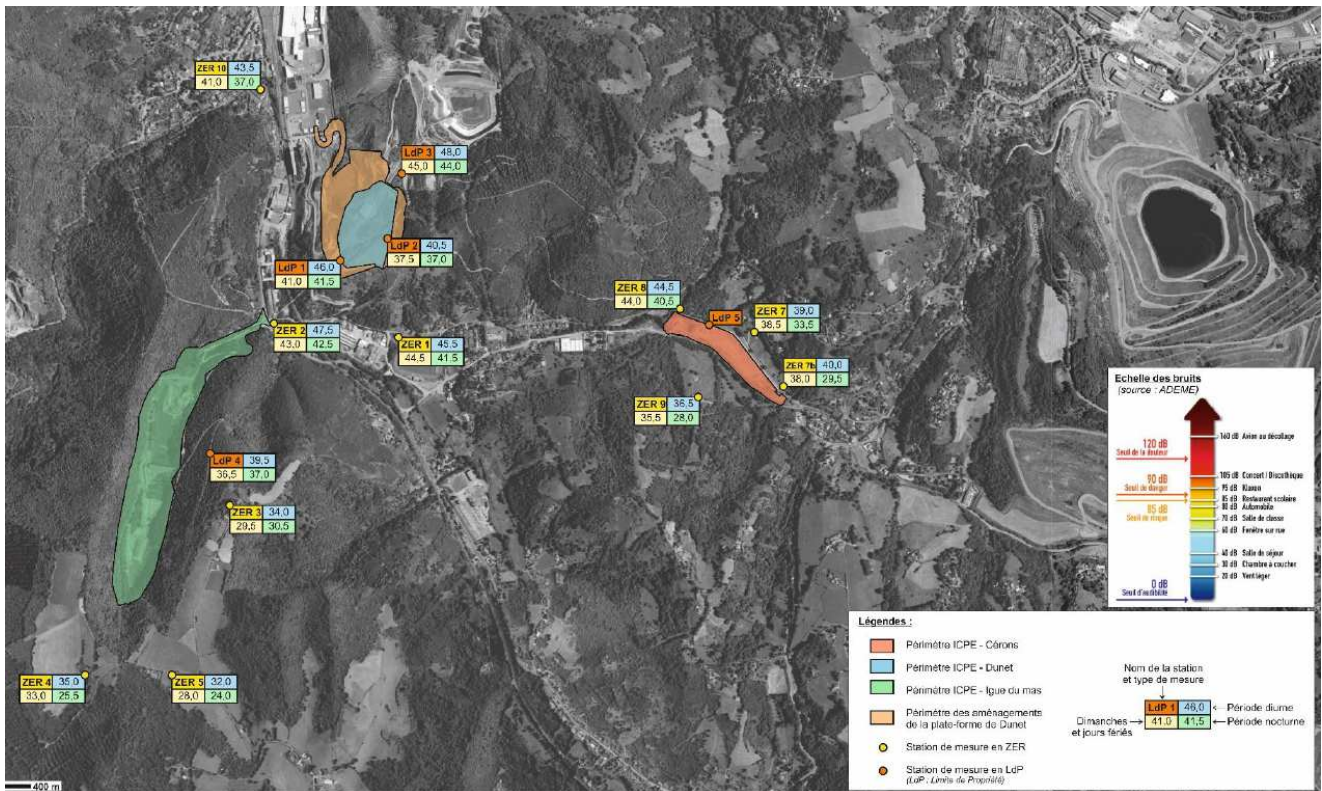 ZER 10 43,5
41,0 37,0
LdP 3 48,0
45,0 44,0
LdP 2 40,5
37,5 37,0
LdP 1 46,0
41,0 41,5
ZER 8 44,5
44,0 40,5
LdP 5
ZER 7 39,0
38,5 33,5
ZER 2 47,5
43,0 42,5
ZER 1 45,5
44,5 41,5
ZER 7b 40,0
38,0 29,5
ZER 9 36,5
35,5 28,0
LdP 4 39,5
36,5 37,0
ZER 3 34,0
29,5 30,5
ZER 4 35,0
33,0 25,5
ZER 5 32,0
28,0 24,0
400 m
Echelle des bruits
(source : ADEME)
160 dB Avion au décollage
120 dB
Seuil de la douleur
105 dB Concert / Discothèque
95 dB Klaxon
90 dB
Seuil de danger
85 dB Restaurant scolaire
80 dB Automobile
85 dB
Seuil de risque
70 dB Salle de classe
60 dB Fenêtre sur rue
40 dB Salle de séjour
30 dB Chambre à coucher
20 dB Vent léger
0 dB
Seuil d'audibilité
Légendes :
Périmètre ICPE - Cérons
Périmètre ICPE - Dunet
Périmètre ICPE - Igue du mas
Périmètre des aménagements
de la plate-forme de Dunet
Station de mesure en ZER
Station de mesure en LdP
(LdP : Limite de Propriété)
Nom de la station
et type de mesure
LdP 1 46,0 Période diurne
Dimanches
et jours fériés
41,0 41,5 Période nocturne